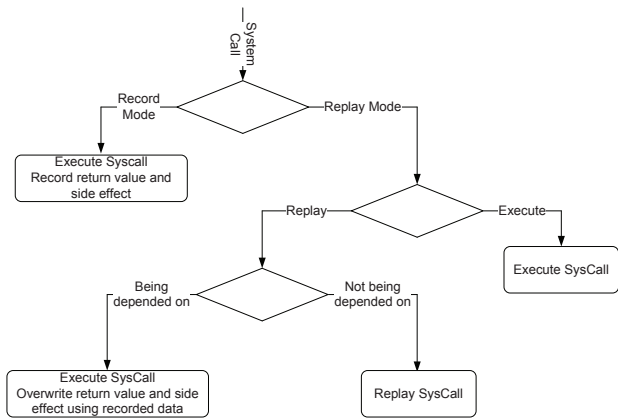 System
Call
Record
Mode
Replay Mode
Execute Syscall
Record return value and
side effect
Replay
Execute
Execute SysCall
Being
depended on
Not being
depended on
Execute SysCall
Overwrite return value and side
effect using recorded data
Replay SysCall